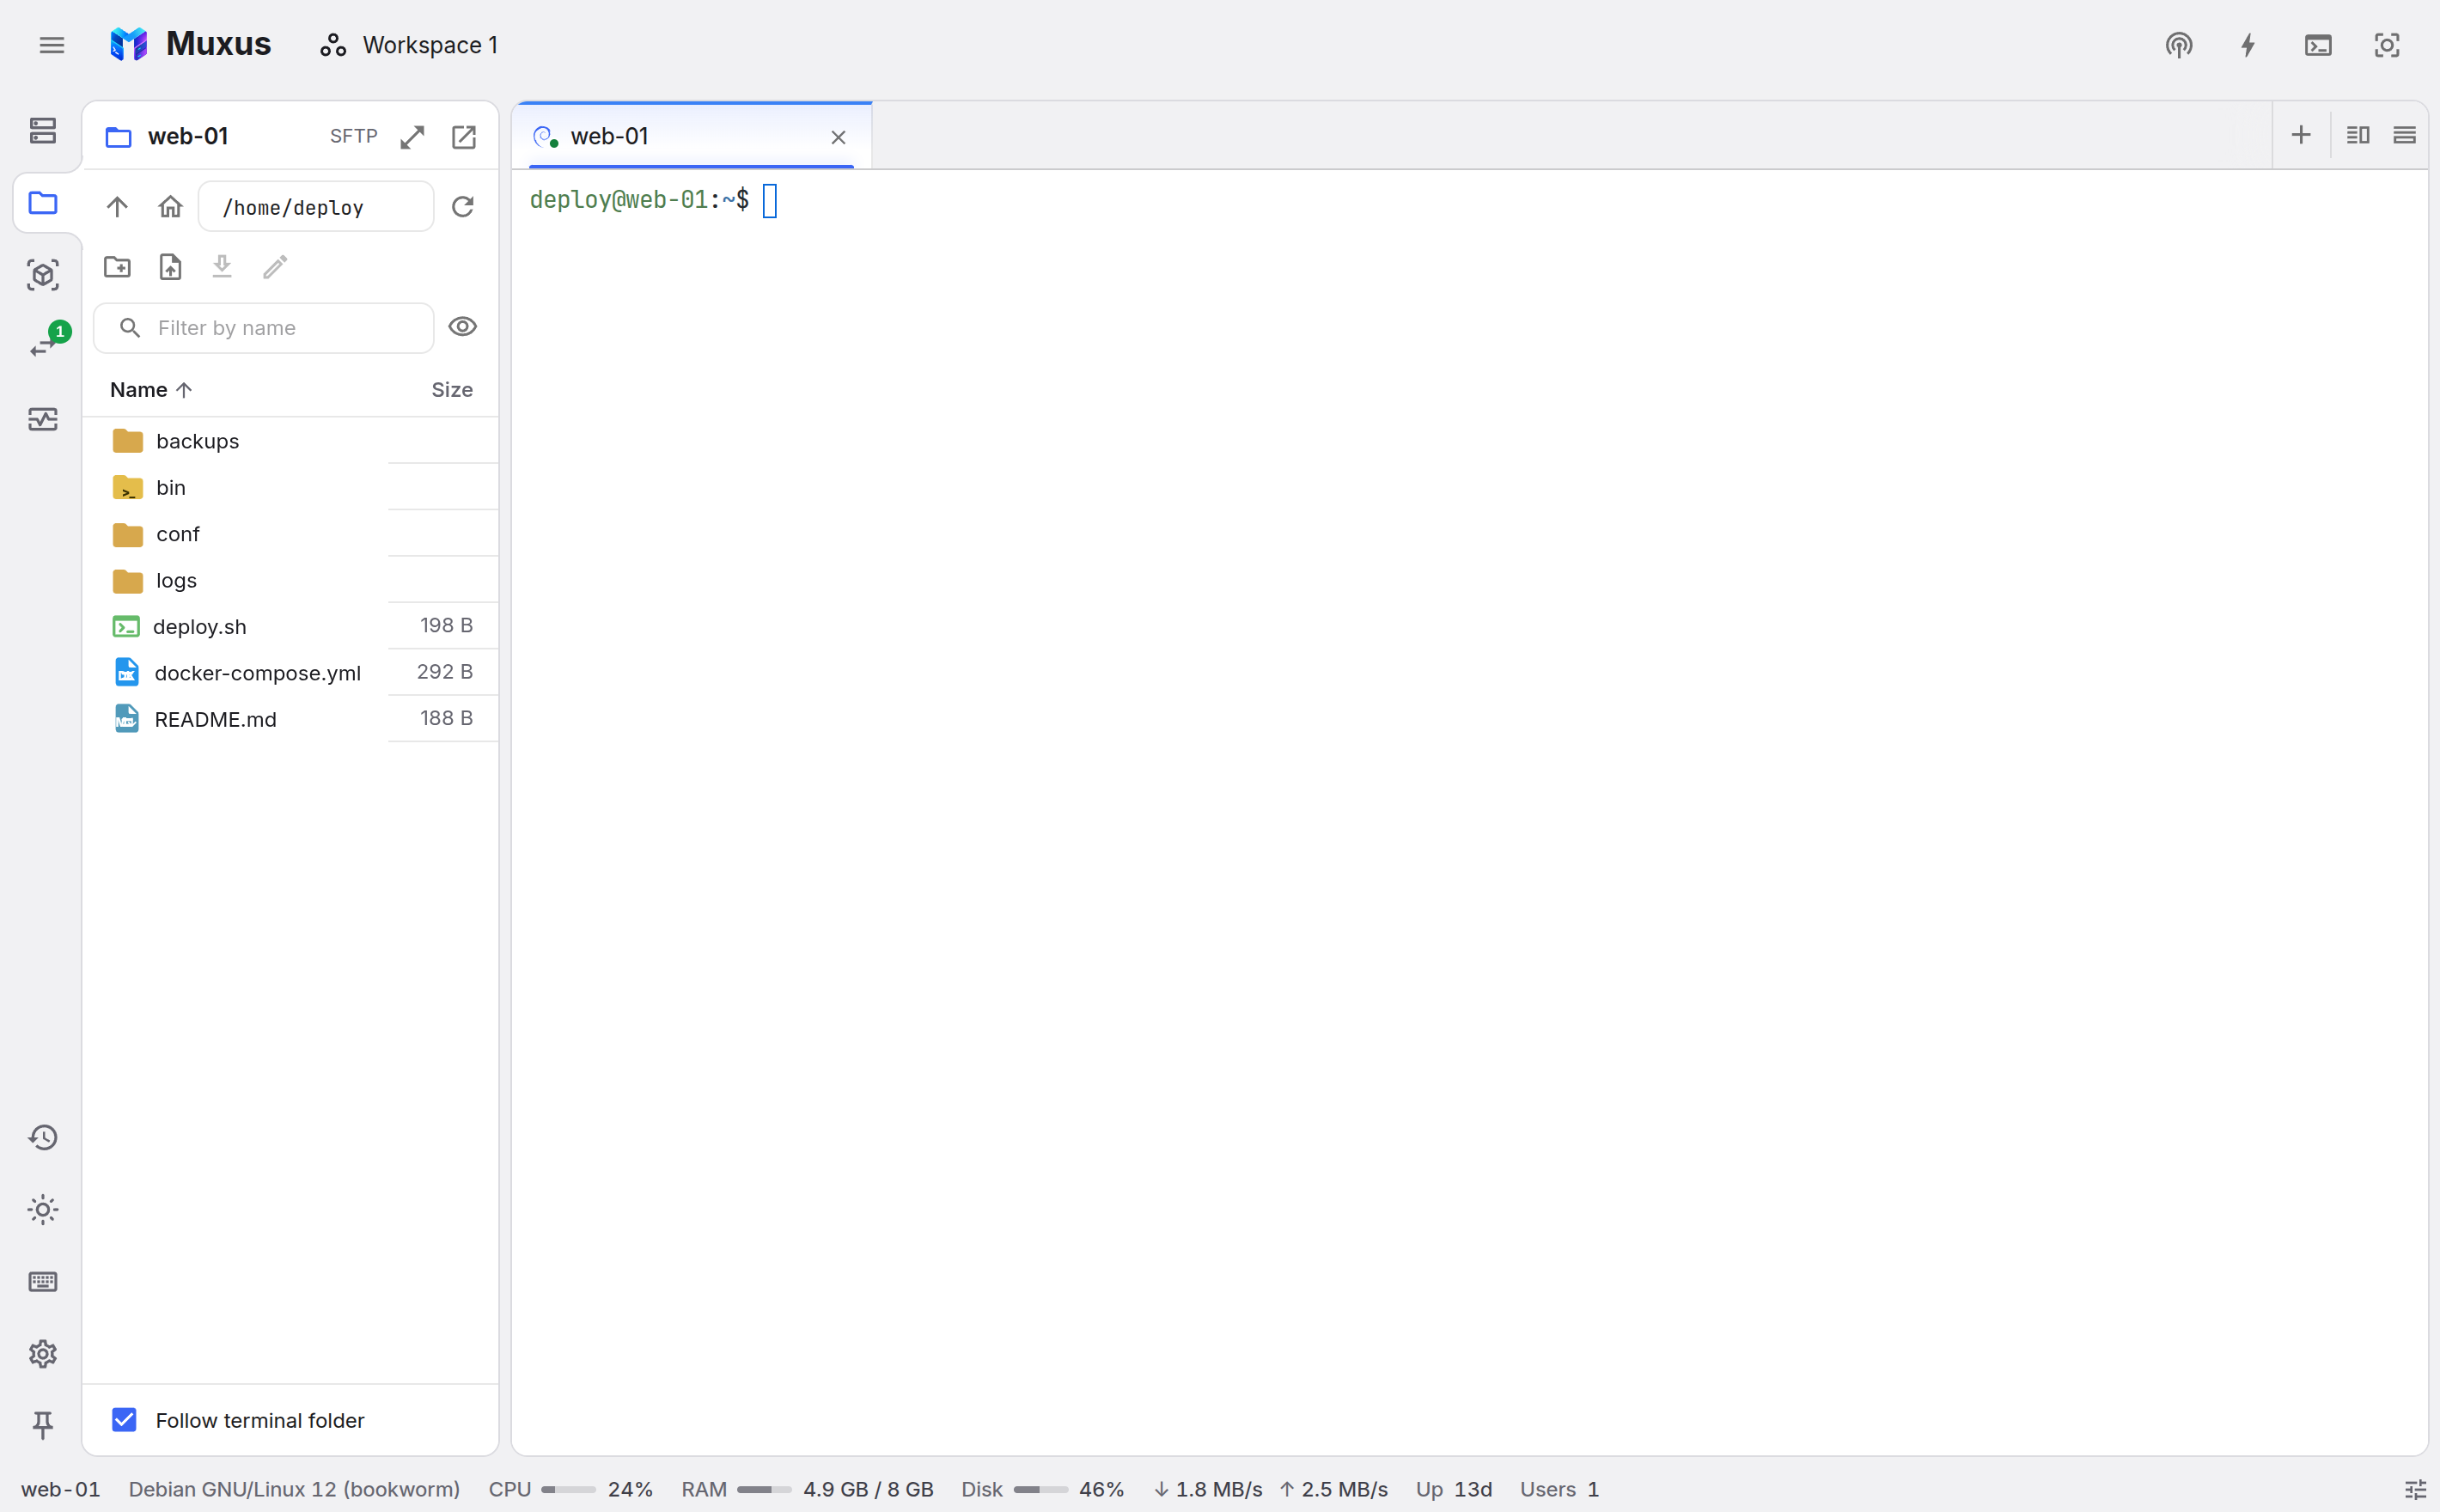 Muxus
Workspace 1
web-01
SFTP
web-01
/home/deploy
deploy@web-01:~$
Filter by name
1
Name
Size
backups
bin
conf
logs
deploy.sh
198 B
docker-compose.yml
292 B
README.md
188 B
Follow terminal folder
web-01 Debian GNU/Linux 12 (bookworm) CPU 24% RAM 4.9 GB / 8 GB Disk 46% ↓ 1.8 MB/s ↑ 2.5 MB/s Up 13d Users 1